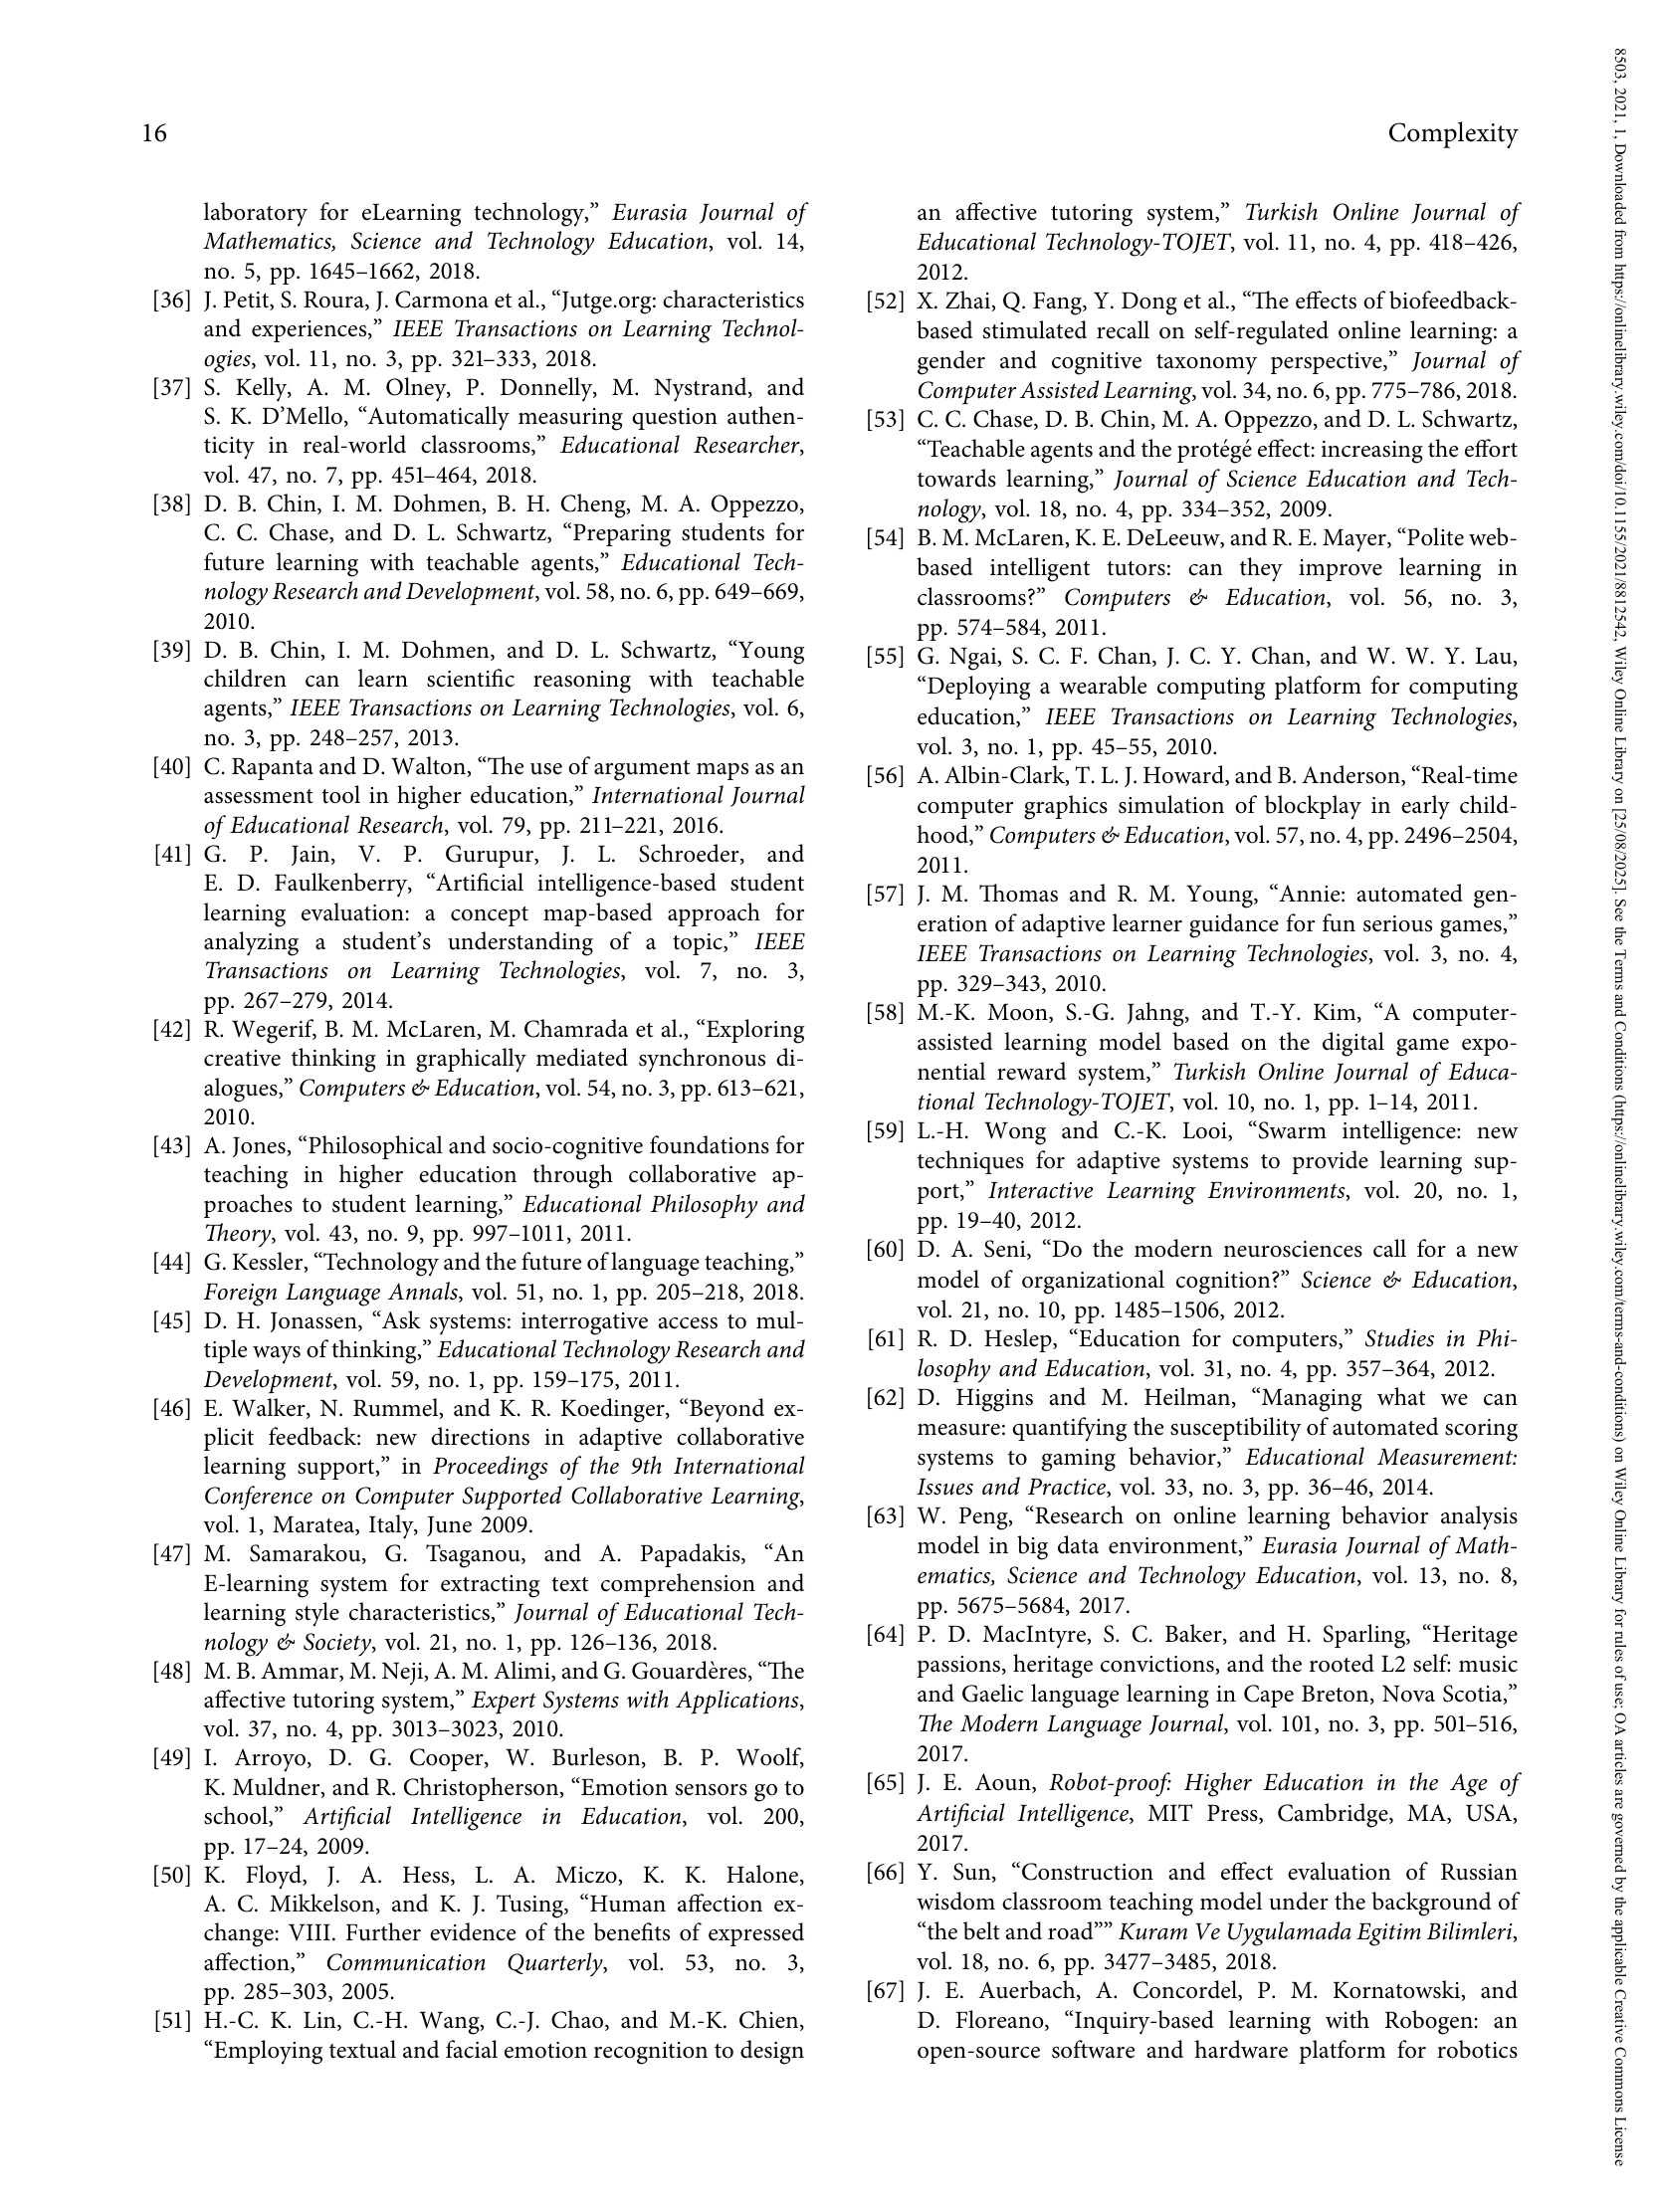 16
Complexity
laboratory for eLearning technology,” Eurasia Journal of
Mathematics, Science and Technology Education, vol. 14,
no. 5, pp. 1645–1662, 2018.
[36] J. Petit, S. Roura, J. Carmona et al., “Jutge.org: characteristics
and experiences,” IEEE Transactions on Learning Technol-
ogies, vol. 11, no. 3, pp. 321–333, 2018.
[37] S. Kelly, A. M. Olney, P. Donnelly, M. Nystrand, and
S. K. D’Mello, “Automatically measuring question authen-
ticity in real-world classrooms,” Educational Researcher,
vol. 47, no. 7, pp. 451–464, 2018.
[38] D. B. Chin, I. M. Dohmen, B. H. Cheng, M. A. Oppezzo,
C. C. Chase, and D. L. Schwartz, “Preparing students for
future learning with teachable agents,” Educational Tech-
nology Research and Development, vol. 58, no. 6, pp. 649–669,
2010.
[39] D. B. Chin, I. M. Dohmen, and D. L. Schwartz, “Young
children can learn scientific reasoning with teachable
agents,” IEEE Transactions on Learning Technologies, vol. 6,
no. 3, pp. 248–257, 2013.
[40] C. Rapanta and D. Walton, “The use of argument maps as an
assessment tool in higher education,” International Journal
of Educational Research, vol. 79, pp. 211–221, 2016.
[41] G. P. Jain, V. P. Gurupur, J. L. Schroeder, and
E. D. Faulkenberry, “Artificial intelligence-based student
learning evaluation: a concept map-based approach for
analyzing a student’s understanding of a topic,” IEEE
Transactions on Learning Technologies, vol. 7, no. 3,
pp. 267–279, 2014.
[42] R. Wegerif, B. M. McLaren, M. Chamrada et al., “Exploring
creative thinking in graphically mediated synchronous di-
alogues,” Computers & Education, vol. 54, no. 3, pp. 613–621,
2010.
[43] A. Jones, “Philosophical and socio-cognitive foundations for
teaching in higher education through collaborative ap-
proaches to student learning,” Educational Philosophy and
Theory, vol. 43, no. 9, pp. 997–1011, 2011.
[44] G. Kessler, “Technology and the future of language teaching,”
Foreign Language Annals, vol. 51, no. 1, pp. 205–218, 2018.
[45] D. H. Jonassen, “Ask systems: interrogative access to mul-
tiple ways of thinking,” Educational Technology Research and
Development, vol. 59, no. 1, pp. 159–175, 2011.
[46] E. Walker, N. Rummel, and K. R. Koedinger, “Beyond ex-
plicit feedback: new directions in adaptive collaborative
learning support,” in Proceedings of the 9th International
Conference on Computer Supported Collaborative Learning,
vol. 1, Maratea, Italy, June 2009.
[47] M. Samarakou, G. Tsaganou, and A. Papadakis, “An
E-learning system for extracting text comprehension and
learning style characteristics,” Journal of Educational Tech-
nology & Society, vol. 21, no. 1, pp. 126–136, 2018.
[48] M. B. Ammar, M. Neji, A. M. Alimi, and G. Gouardères, “The
affective tutoring system,” Expert Systems with Applications,
vol. 37, no. 4, pp. 3013–3023, 2010.
[49] I. Arroyo, D. G. Cooper, W. Burleson, B. P. Woolf,
K. Muldner, and R. Christopherson, “Emotion sensors go to
school,” Artificial Intelligence in Education, vol. 200,
pp. 17–24, 2009.
[50] K. Floyd, J. A. Hess, L. A. Miczo, K. K. Halone,
A. C. Mikkelson, and K. J. Tusing, “Human affection ex-
change: VIII. Further evidence of the benefits of expressed
affection,” Communication Quarterly, vol. 53, no. 3,
pp. 285–303, 2005.
[51] H.-C. K. Lin, C.-H. Wang, C.-J. Chao, and M.-K. Chien,
“Employing textual and facial emotion recognition to design
an affective tutoring system,” Turkish Online Journal of
Educational Technology-TOJET, vol. 11, no. 4, pp. 418–426,
2012.
[52] X. Zhai, Q. Fang, Y. Dong et al., “The effects of biofeedback-
based stimulated recall on self-regulated online learning: a
gender and cognitive taxonomy perspective,” Journal of
Computer Assisted Learning, vol. 34, no. 6, pp. 775–786, 2018.
[53] C. C. Chase, D. B. Chin, M. A. Oppezzo, and D. L. Schwartz,
“Teachable agents and the protégé effect: increasing the effort
towards learning,” Journal of Science Education and Tech-
nology, vol. 18, no. 4, pp. 334–352, 2009.
[54] B. M. McLaren, K. E. DeLeeuw, and R. E. Mayer, “Polite web-
based intelligent tutors: can they improve learning in
classrooms?” Computers & Education, vol. 56, no. 3,
pp. 574–584, 2011.
[55] G. Ngai, S. C. F. Chan, J. C. Y. Chan, and W. W. Y. Lau,
“Deploying a wearable computing platform for computing
education,” IEEE Transactions on Learning Technologies,
vol. 3, no. 1, pp. 45–55, 2010.
[56] A. Albin-Clark, T. L. J. Howard, and B. Anderson, “Real-time
computer graphics simulation of blockplay in early child-
hood,” Computers & Education, vol. 57, no. 4, pp. 2496–2504,
2011.
[57] J. M. Thomas and R. M. Young, “Annie: automated gen-
eration of adaptive learner guidance for fun serious games,”
IEEE Transactions on Learning Technologies, vol. 3, no. 4,
pp. 329–343, 2010.
[58] M.-K. Moon, S.-G. Jahng, and T.-Y. Kim, “A computer-
assisted learning model based on the digital game expo-
nential reward system,” Turkish Online Journal of Educa-
tional Technology-TOJET, vol. 10, no. 1, pp. 1–14, 2011.
[59] L.-H. Wong and C.-K. Looi, “Swarm intelligence: new
techniques for adaptive systems to provide learning sup-
port,” Interactive Learning Environments, vol. 20, no. 1,
pp. 19–40, 2012.
[60] D. A. Seni, “Do the modern neurosciences call for a new
model of organizational cognition?” Science & Education,
vol. 21, no. 10, pp. 1485–1506, 2012.
[61] R. D. Heslep, “Education for computers,” Studies in Phi-
losophy and Education, vol. 31, no. 4, pp. 357–364, 2012.
[62] D. Higgins and M. Heilman, “Managing what we can
measure: quantifying the susceptibility of automated scoring
systems to gaming behavior,” Educational Measurement:
Issues and Practice, vol. 33, no. 3, pp. 36–46, 2014.
[63] W. Peng, “Research on online learning behavior analysis
model in big data environment,” Eurasia Journal of Math-
ematics, Science and Technology Education, vol. 13, no. 8,
pp. 5675–5684, 2017.
[64] P. D. MacIntyre, S. C. Baker, and H. Sparling, “Heritage
passions, heritage convictions, and the rooted L2 self: music
and Gaelic language learning in Cape Breton, Nova Scotia,”
The Modern Language Journal, vol. 101, no. 3, pp. 501–516,
2017.
[65] J. E. Aoun, Robot-proof: Higher Education in the Age of
Artificial Intelligence, MIT Press, Cambridge, MA, USA,
2017.
[66] Y. Sun, “Construction and effect evaluation of Russian
wisdom classroom teaching model under the background of
“the belt and road”” Kuram Ve Uygulamada Egitim Bilimleri,
vol. 18, no. 6, pp. 3477–3485, 2018.
[67] J. E. Auerbach, A. Concordel, P. M. Kornatowski, and
D. Floreano, “Inquiry-based learning with Robogen: an
open-source software and hardware platform for robotics
8503, 2021, 1, Downloaded from https://onlinelibrary.wiley.com/doi/10.1155/2021/8812542, Wiley Online Library on [25/08/2025]. See the Terms and Conditions (https://onlinelibrary.wiley.com/terms-and-conditions) on Wiley Online Library for rules of use; OA articles are governed by the applicable Creative Commons License